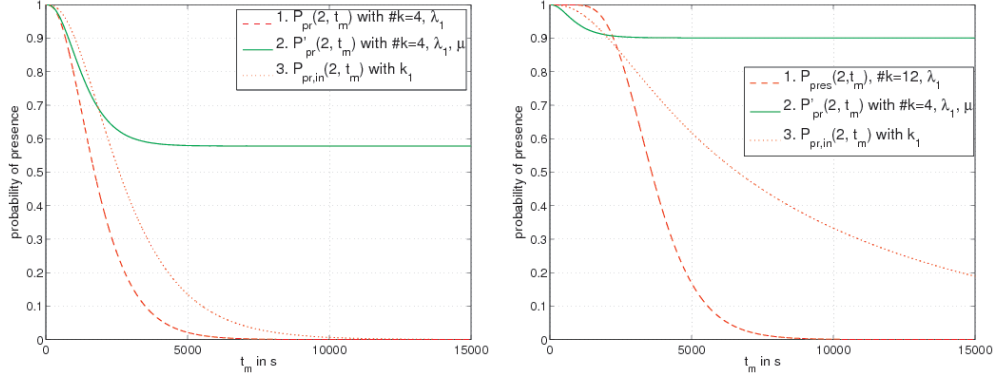 1. P_pr(2, t_m) with #k=4, λ_1
2. P'_pr(2, t_m) with #k=4, λ_1, μ
3. P_pr,in(2, t_m) with k_1
probability of presence
1
0.9
0.8
0.7
0.6
0.5
0.4
0.3
0.2
0.1
0
0 5000 10000 15000
t_m in s
1. P_pres(2,t_m), #k=12, λ_1
2. P'_pr(2, t_m) with #k=4, λ_1, μ
3. P_pr,in(2, t_m) with k_1
probability of presence
1
0.9
0.8
0.7
0.6
0.5
0.4
0.3
0.2
0.1
0
0 5000 10000 15000
t_m in s